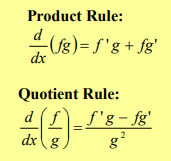 Product Rule:
d/dx (fg) = f'g + fg'
Quotient Rule:
d/dx (f/g) = (f'g - fg')/g²